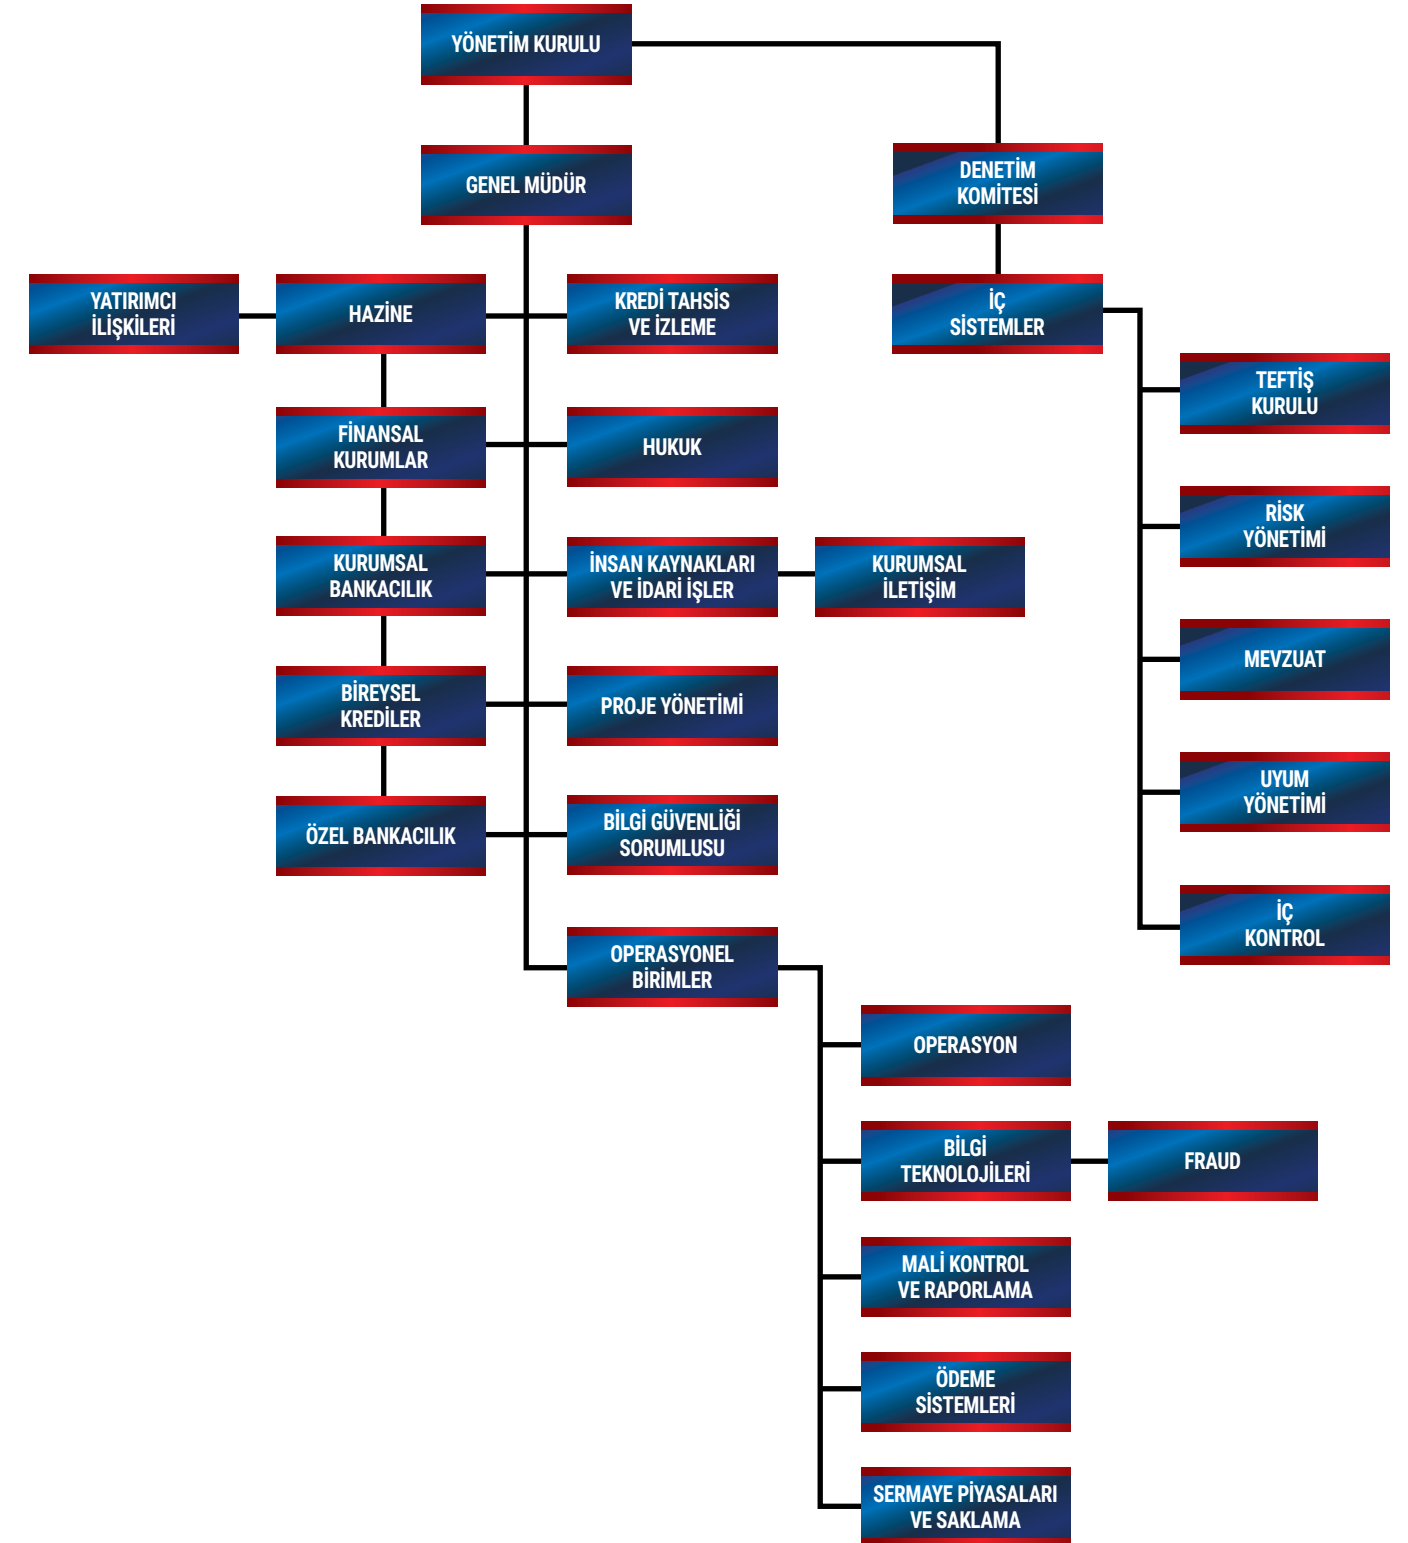 YÖNETİM KURULU
GENEL MÜDÜR
DENETİM
KOMİTESİ
YATIRIMCI
İLİŞKİLERİ
HAZİNE
KREDİ TAHSİS
VE İZLEME
İÇ
SİSTEMLER
TEFTİŞ
KURULU
FİNANSAL
KURUMLAR
HUKUK
RİSK
YÖNETİMİ
KURUMSAL
BANKACILIK
İNSAN KAYNAKLARI
VE İDARİ İŞLER
KURUMSAL
İLETİŞİM
MEVZUAT
BİREYSEL
KREDİLER
PROJE YÖNETİMİ
UYUM
YÖNETİMİ
ÖZEL BANKACILIK
BİLGİ GÜVENLİĞİ
SORUMLUSU
İÇ
KONTROL
OPERASYONEL
BİRİMLER
OPERASYON
BİLGİ
TEKNOLOJİLERİ
FRAUD
MALİ KONTROL
VE RAPORLAMA
ÖDEME
SİSTEMLERİ
SERMAYE PİYASALARI
VE SAKLAMA